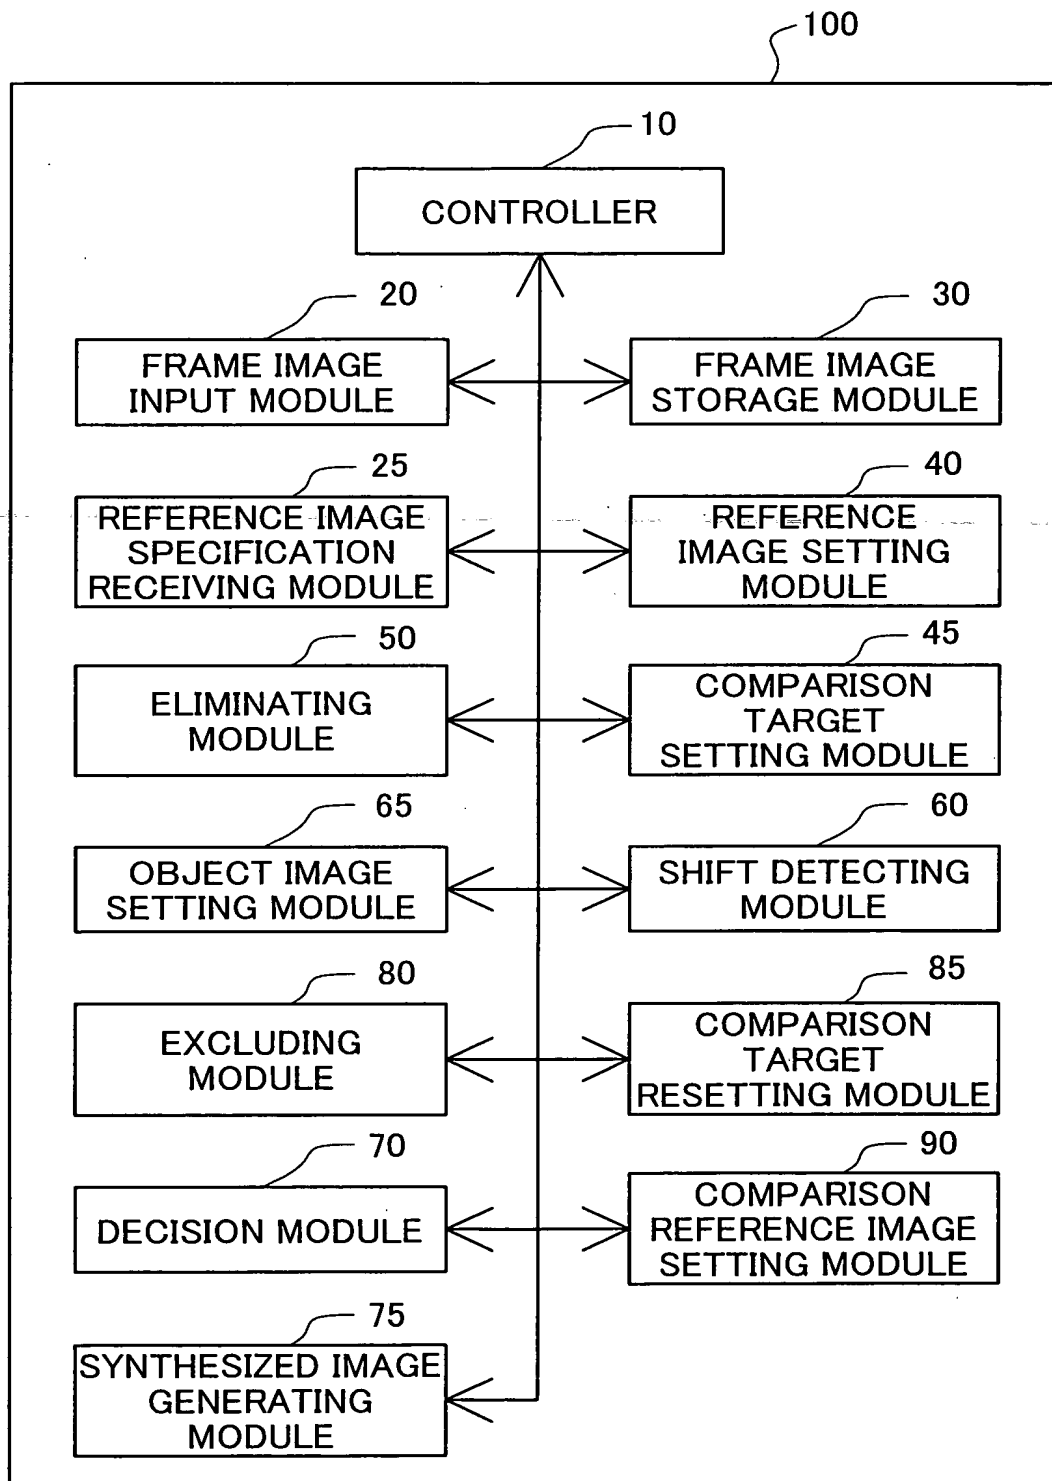 100
10
CONTROLLER
20
FRAME IMAGE
INPUT MODULE
30
FRAME IMAGE
STORAGE MODULE
25
REFERENCE IMAGE
SPECIFICATION
RECEIVING MODULE
40
REFERENCE
IMAGE SETTING
MODULE
50
ELIMINATING
MODULE
45
COMPARISON
TARGET
SETTING MODULE
65
OBJECT IMAGE
SETTING MODULE
60
SHIFT DETECTING
MODULE
80
EXCLUDING
MODULE
85
COMPARISON
TARGET
RESETTING MODULE
70
DECISION MODULE
90
COMPARISON
REFERENCE IMAGE
SETTING MODULE
75
SYNTHESIZED IMAGE
GENERATING
MODULE